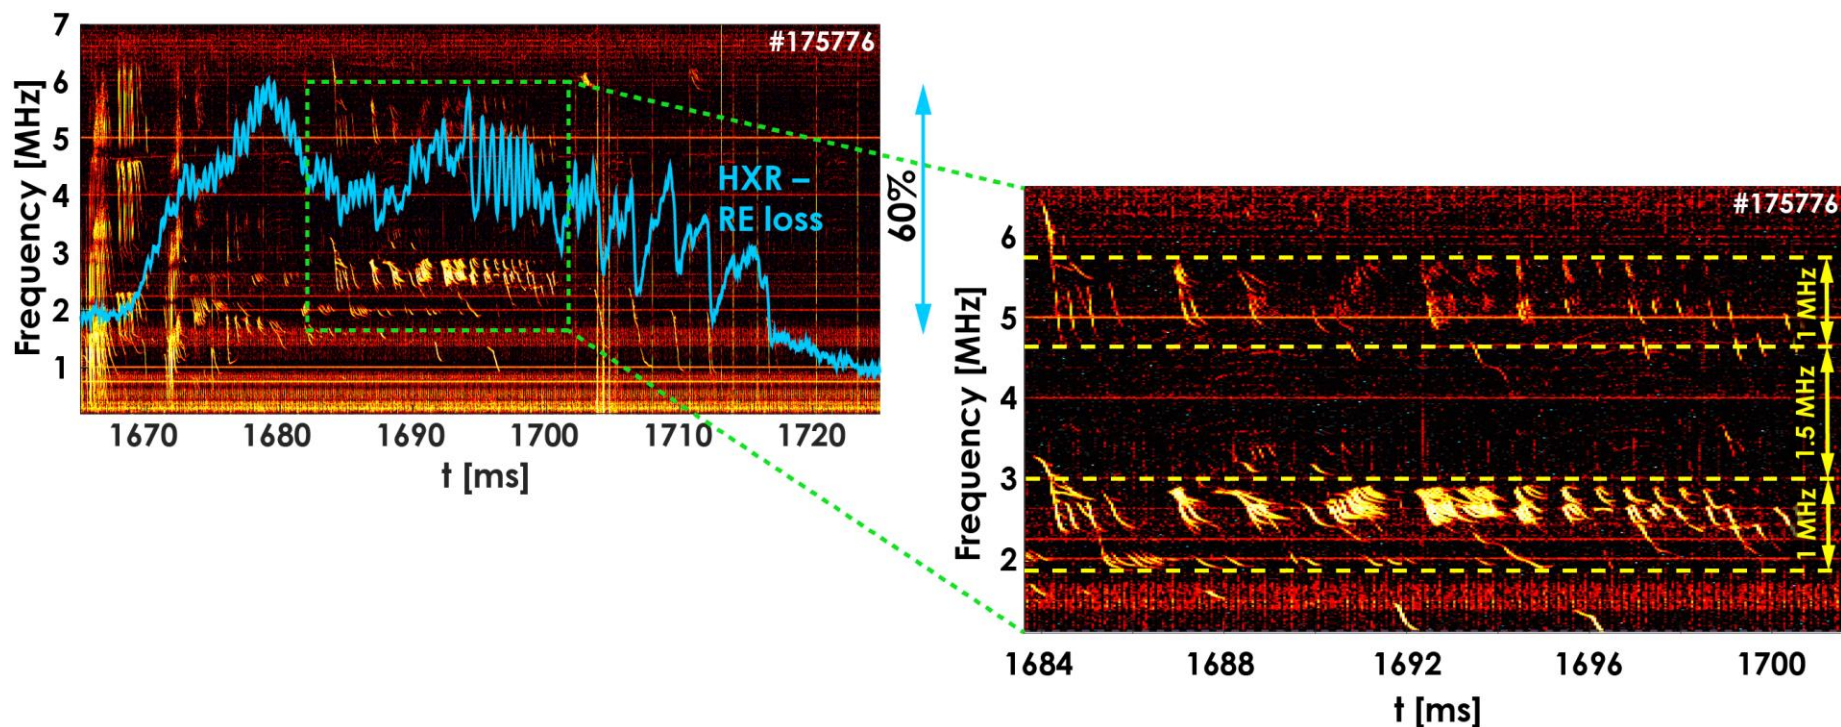 7
6
5
4
3
2
1
Frequency [MHz]
#175776
HXR –
RE loss
60%
1670 1680 1690 1700 1710 1720
t [ms]
#175776
6
5
4
3
2
Frequency [MHz]
1 MHz
1.5 MHz
1 MHz
1684 1688 1692 1696 1700
t [ms]